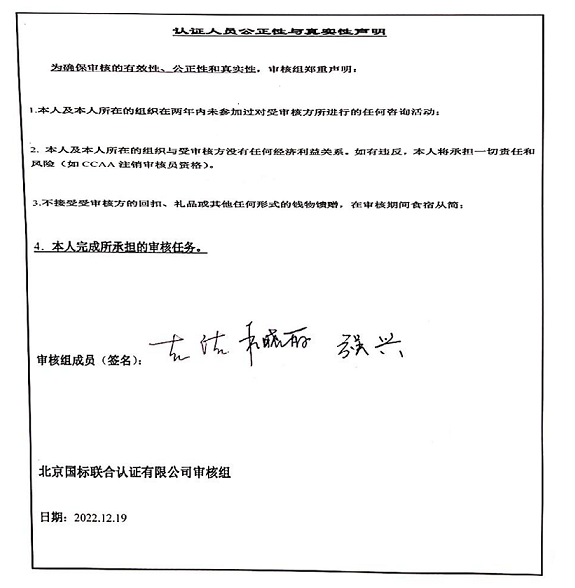 认证人员公正性与真实性声明
为确保审核的有效性、公正性和真实性，审核组郑重声明：
1.本人及本人所在的组织在两年内未参加过对受审核方所进行的任何咨询活动；
2. 本人及本人所在的组织与受审核方没有任何经济利益关系。如有违反，本人将承担一切责任和
风险（如 CCAA 注销审核员资格）。
3.不接受受审核方的回扣、礼品或其他任何形式的钱物馈赠，在审核期间食宿从简；
4．本人完成所承担的审核任务。
审核组成员（签名）：
北京国标联合认证有限公司审核组
日期：2022.12.19